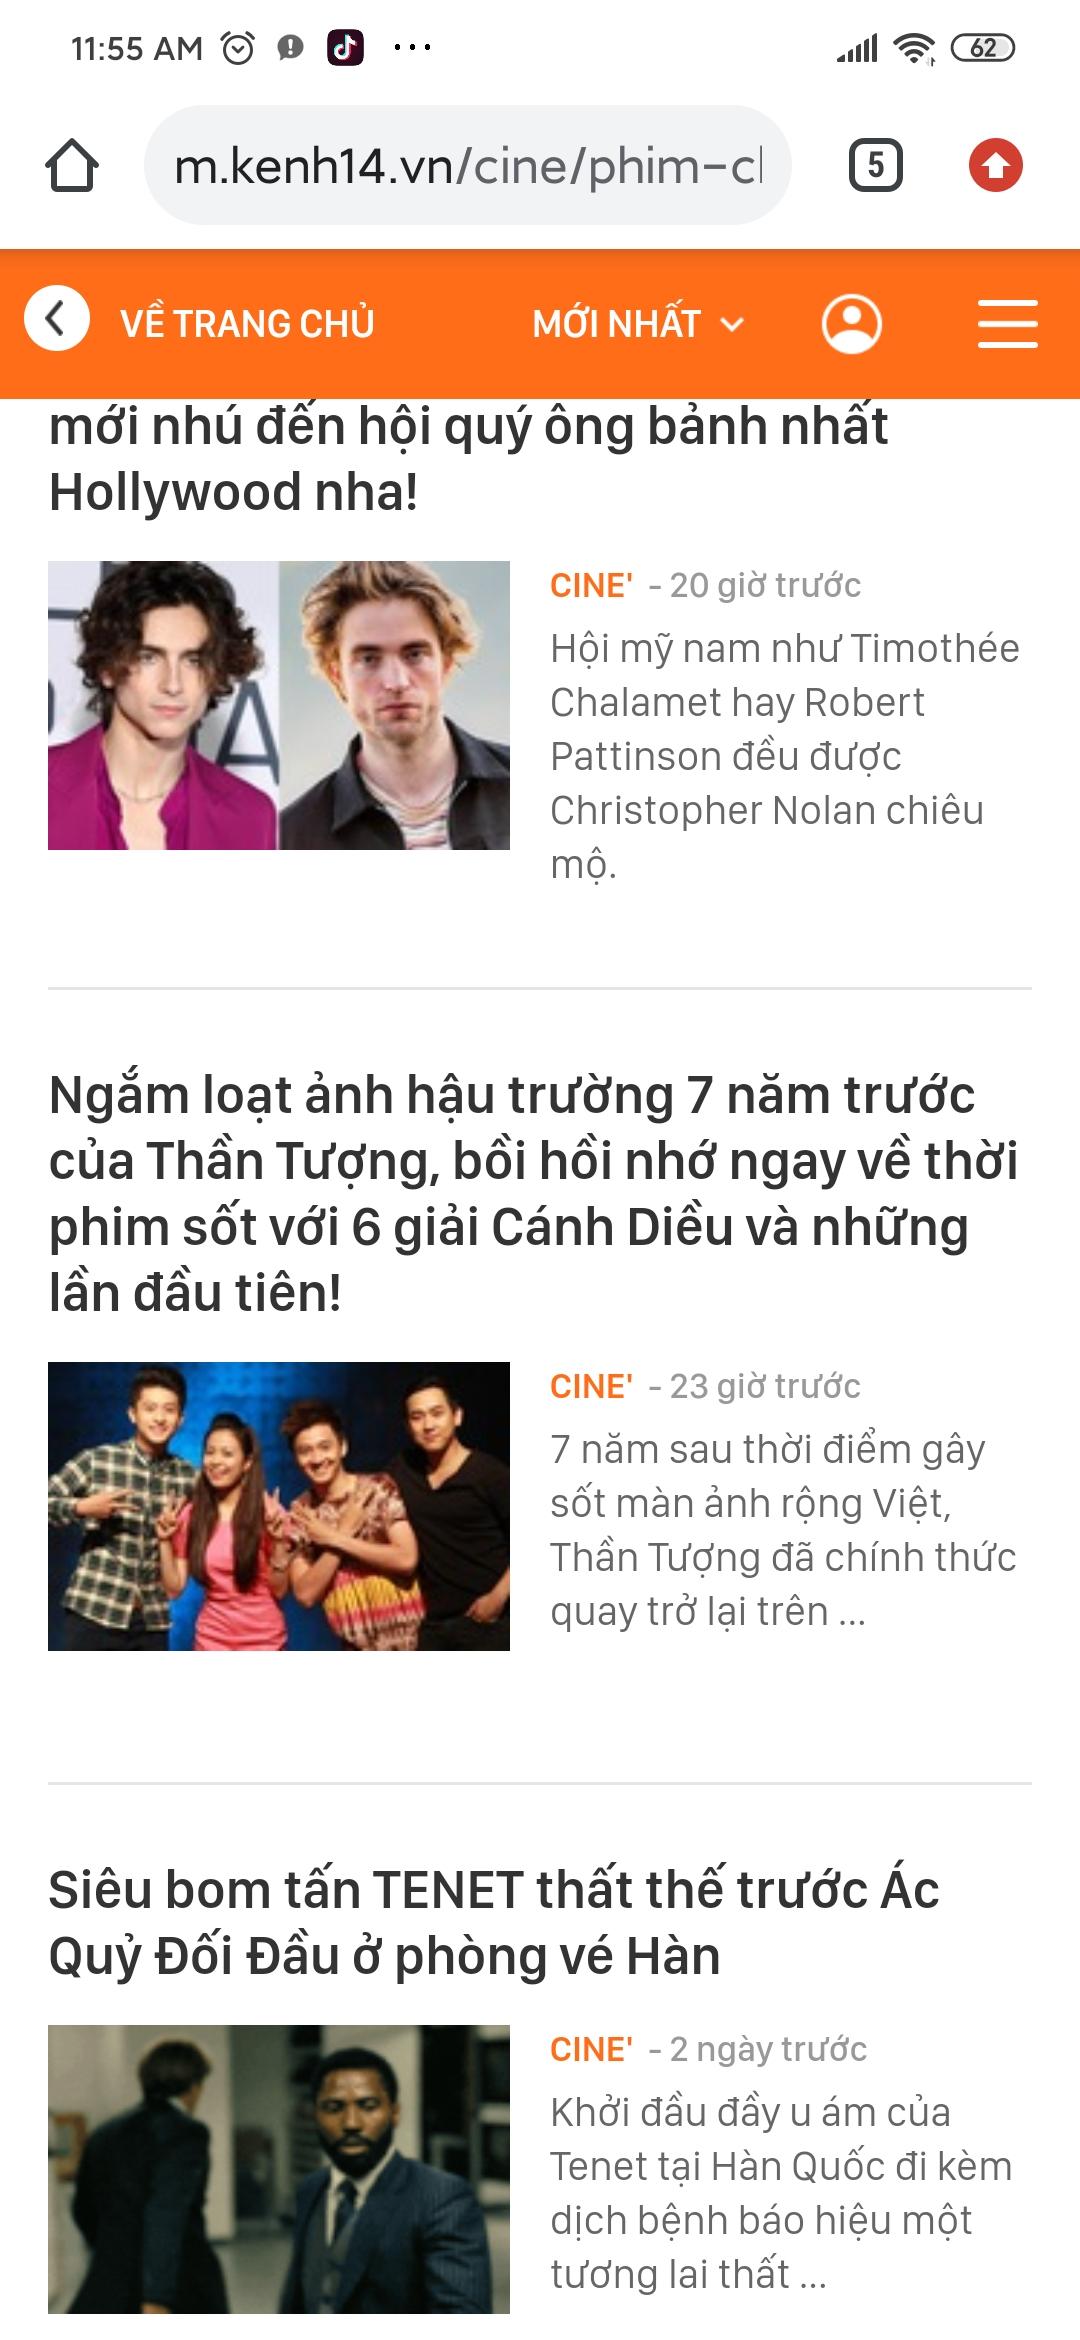 11:55 AM
62
m.kenh14.vn/cine/phim-c
5
VỀ TRANG CHỦ
MỚI NHẤT
mới nhú đến hội quý ông bảnh nhất
Hollywood nha!
CINE' - 20 giờ trước
Hội mỹ nam như Timothée
Chalamet hay Robert
Pattinson đều được
Christopher Nolan chiêu
mộ.
Ngắm loạt ảnh hậu trường 7 năm trước
của Thần Tượng, bồi hồi nhớ ngay về thời
phim sốt với 6 giải Cánh Diều và những
lần đầu tiên!
CINE' - 23 giờ trước
7 năm sau thời điểm gây
sốt màn ảnh rộng Việt,
Thần Tượng đã chính thức
quay trở lại trên ...
Siêu bom tấn TENET thất thế trước Ác
Quỷ Đối Đầu ở phòng vé Hàn
CINE' - 2 ngày trước
Khởi đầu đầy u ám của
Tenet tại Hàn Quốc đi kèm
dịch bệnh báo hiệu một
tương lai thất ...